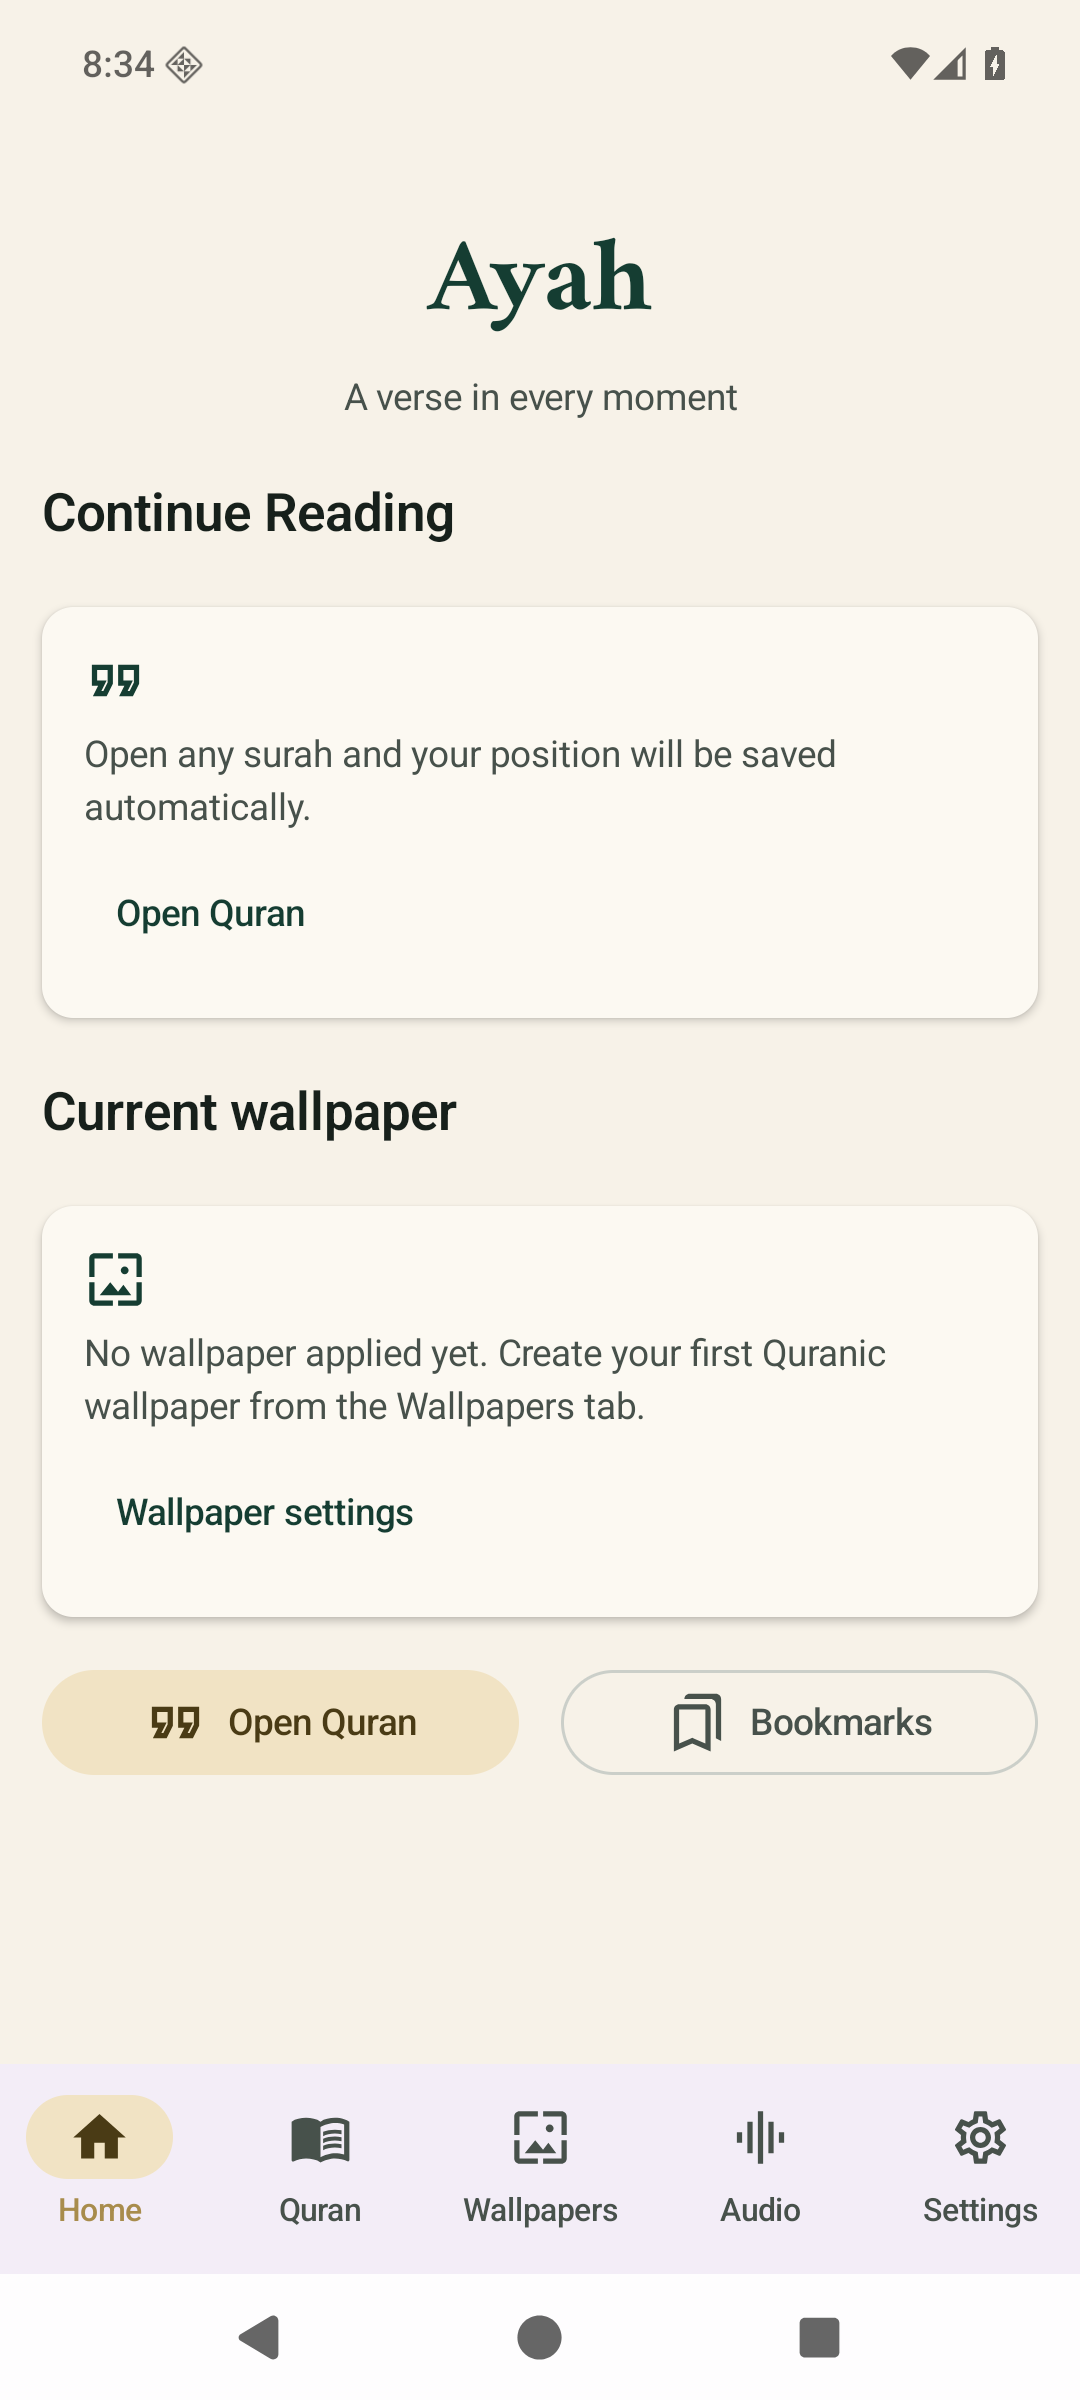 8:34
Ayah
A verse in every moment
Continue Reading
Open any surah and your position will be saved
automatically.
Open Quran
Current wallpaper
No wallpaper applied yet. Create your first Quranic
wallpaper from the Wallpapers tab.
Wallpaper settings
Open Quran
Bookmarks
Home
Quran
Wallpapers
Audio
Settings